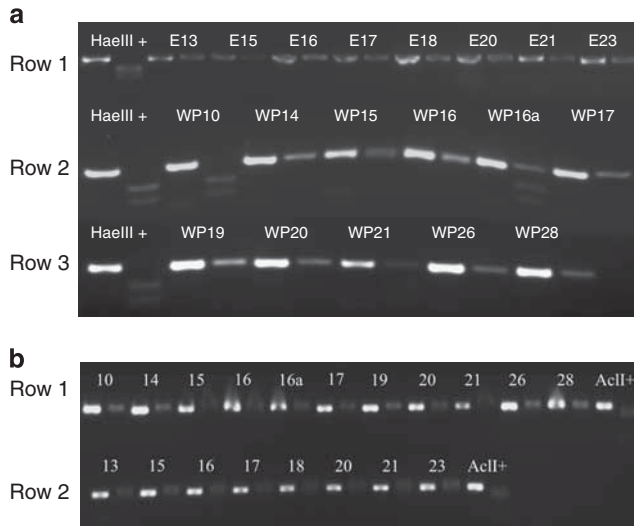 a
HaeIII + E13 E15 E16 E17 E18 E20 E21 E23
Row 1
HaeIII + WP10 WP14 WP15 WP16 WP16a WP17
Row 2
HaeIII + WP19 WP20 WP21 WP26 WP28
Row 3
b
Row 1
10 14 15 16 16a 17 19 20 21 26 28 AclI+
13 15 16 17 18 20 21 23 AclI+
Row 2